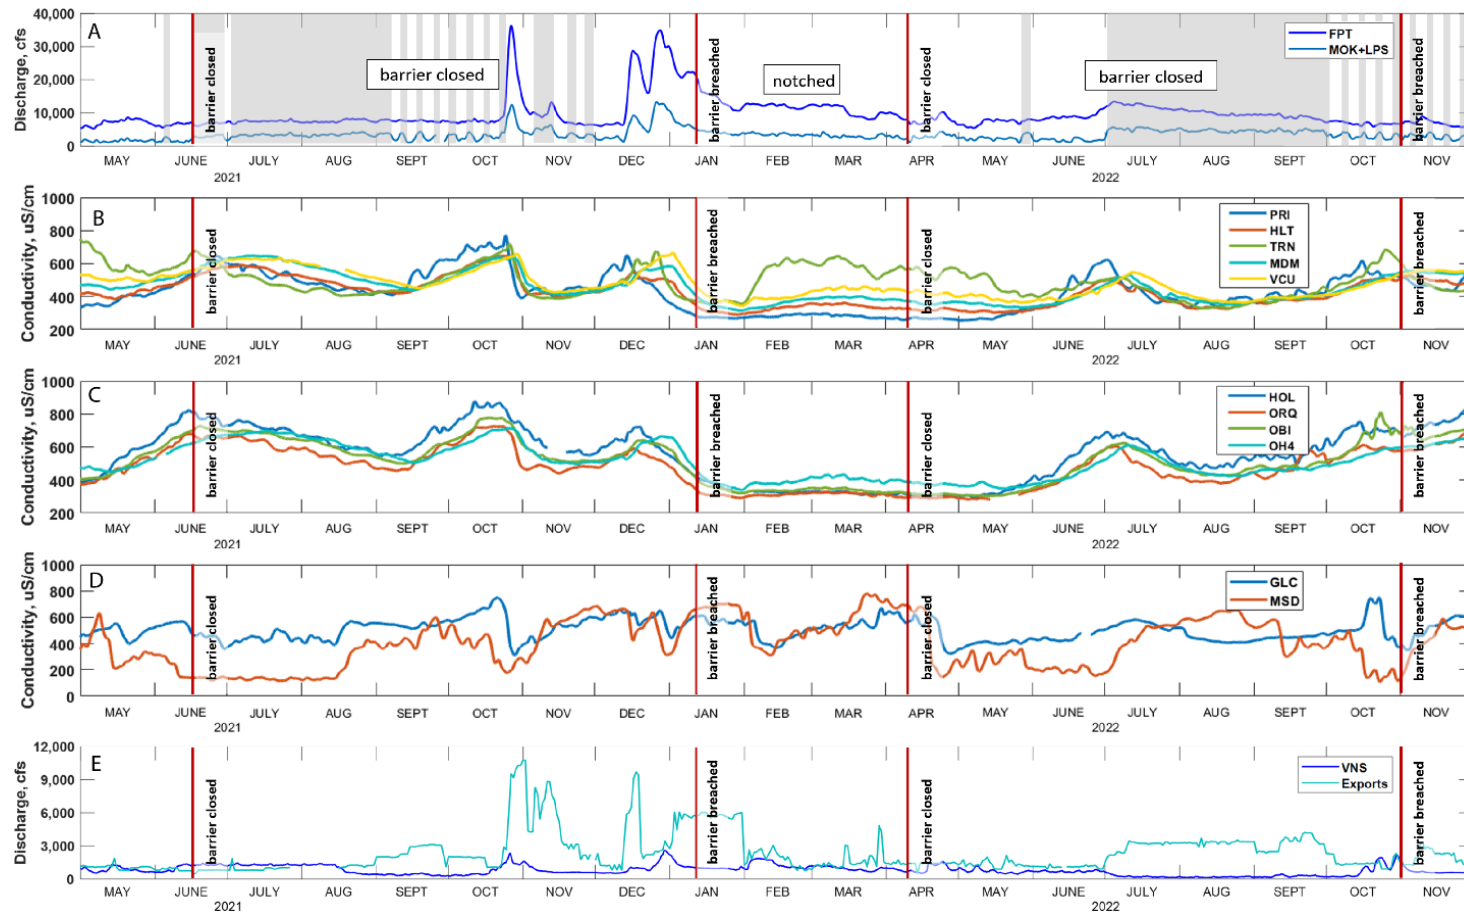 A
Discharge, cfs
40,000
30,000
20,000
10,000
0
barrier closed
barrier closed
barrier breached
notched
barrier closed
barrier closed
barrier breached
FPT
MOK+LPS
MAY JUNE JULY AUG SEPT OCT NOV DEC JAN FEB MAR APR MAY JUNE JULY AUG SEPT OCT NOV
2021 2022
B
Conductivity, uS/cm
1000
800
600
400
200
barrier closed
barrier breached
barrier closed
barrier breached
PRI
HLT
TRN
MDM
VCU
MAY JUNE JULY AUG SEPT OCT NOV DEC JAN FEB MAR APR MAY JUNE JULY AUG SEPT OCT NOV
2021 2022
C
Conductivity, uS/cm
1000
800
600
400
200
barrier closed
barrier breached
barrier closed
barrier breached
HOL
ORQ
OBI
OH4
MAY JUNE JULY AUG SEPT OCT NOV DEC JAN FEB MAR APR MAY JUNE JULY AUG SEPT OCT NOV
2021 2022
D
Conductivity, uS/cm
1000
800
600
400
200
0
barrier closed
barrier breached
barrier closed
barrier breached
GLC
MSD
MAY JUNE JULY AUG SEPT OCT NOV DEC JAN FEB MAR APR MAY JUNE JULY AUG SEPT OCT NOV
2021 2022
E
Discharge, cfs
12,000
9,000
6,000
3,000
0
barrier closed
barrier breached
barrier closed
barrier breached
VNS
Exports
MAY JUNE JULY AUG SEPT OCT NOV DEC JAN FEB MAR APR MAY JUNE JULY AUG SEPT OCT NOV
2021 2022